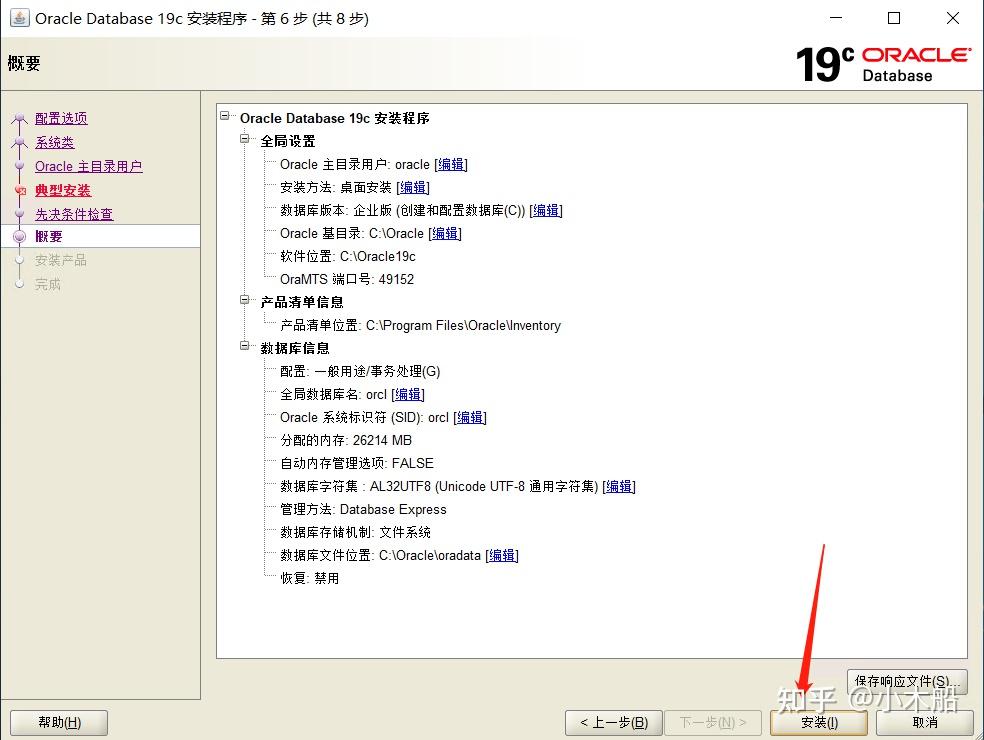 Oracle Database 19c 安装程序 - 第 6 步 (共 8 步)
概要
19c ORACLE
Database
配置选项
系统类
Oracle 主目录用户
典型安装
先决条件检查
概要
安装产品
完成
Oracle Database 19c 安装程序
全局设置
Oracle 主目录用户: oracle [编辑]
安装方法: 桌面安装 [编辑]
数据库版本: 企业版 (创建和配置数据库(C)) [编辑]
Oracle 基目录: C:\Oracle [编辑]
软件位置: C:\Oracle19c
OraMTS 端口号: 49152
产品清单信息
产品清单位置: C:\Program Files\Oracle\Inventory
数据库信息
配置: 一般用途/事务处理(G)
全局数据库名: orcl [编辑]
Oracle 系统标识符 (SID): orcl [编辑]
分配的内存: 26214 MB
自动内存管理选项: FALSE
数据库字符集 : AL32UTF8 (Unicode UTF-8 通用字符集) [编辑]
管理方法: Database Express
数据库存储机制: 文件系统
数据库文件位置: C:\Oracle\oradata [编辑]
恢复: 禁用
保存响应文件(S)...
知乎 @小木船
帮助(H)
< 上一步(B)
下一步(N) >
安装(I)
取消